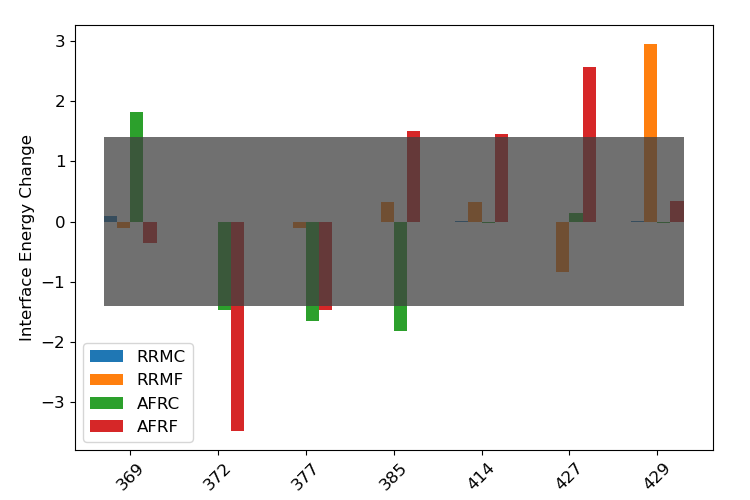 Interface Energy Change
3
2
1
0
−1
−2
−3
RRMC
RRMF
AFRC
AFRF
369 372 377 385 414 427 429